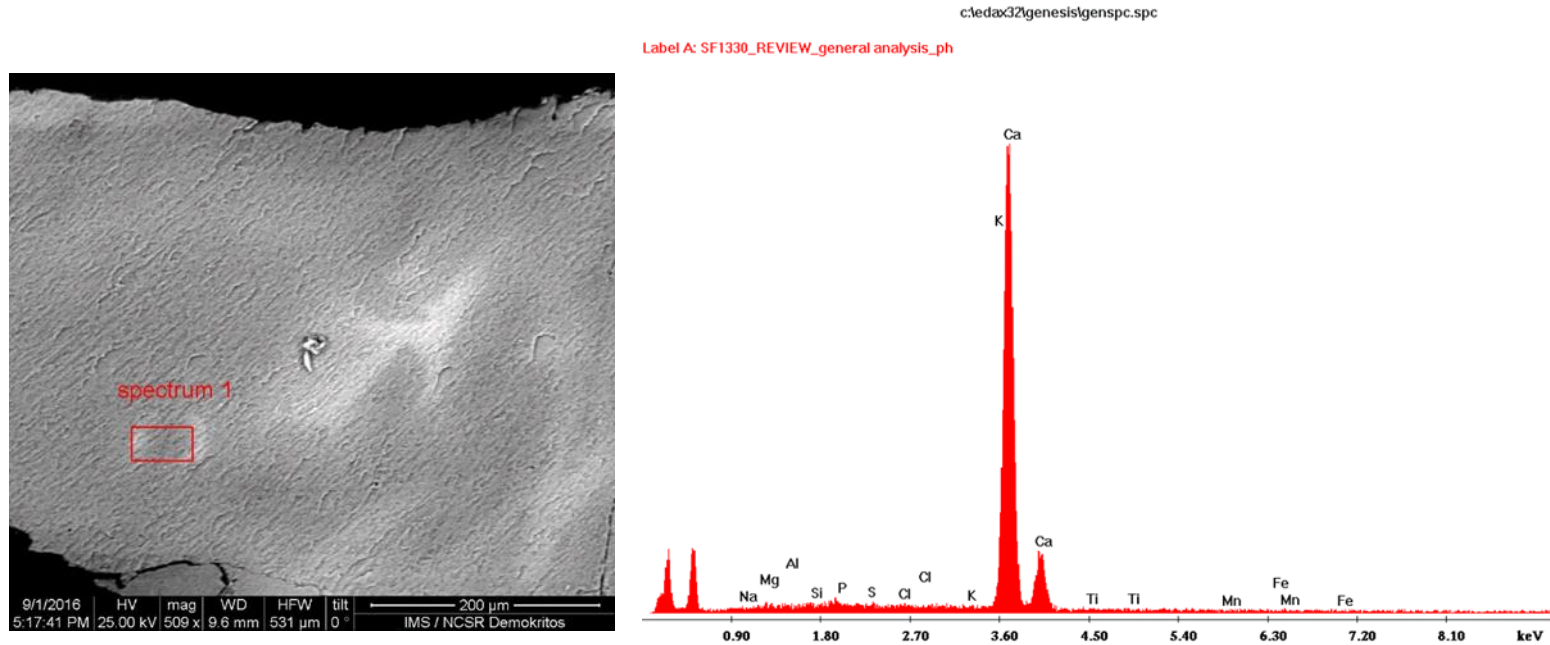 c:\edax32\genesis\genspc.spc
Label A: SF1330_REVIEW_general analysis_ph
spectrum 1
9/1/2016 HV mag WD HFW tilt 200 µm
5:17:41 PM 25.00 kV 509 x 9.6 mm 531 µm 0 ° IMS / NCSR Demokritos
Ca
K
Ca
Al
Mg
Na
Si
P
S
Cl
Cl
K
Ti
Ti
Mn
Fe
Mn
Fe
0.90 1.80 2.70 3.60 4.50 5.40 6.30 7.20 8.10 keV